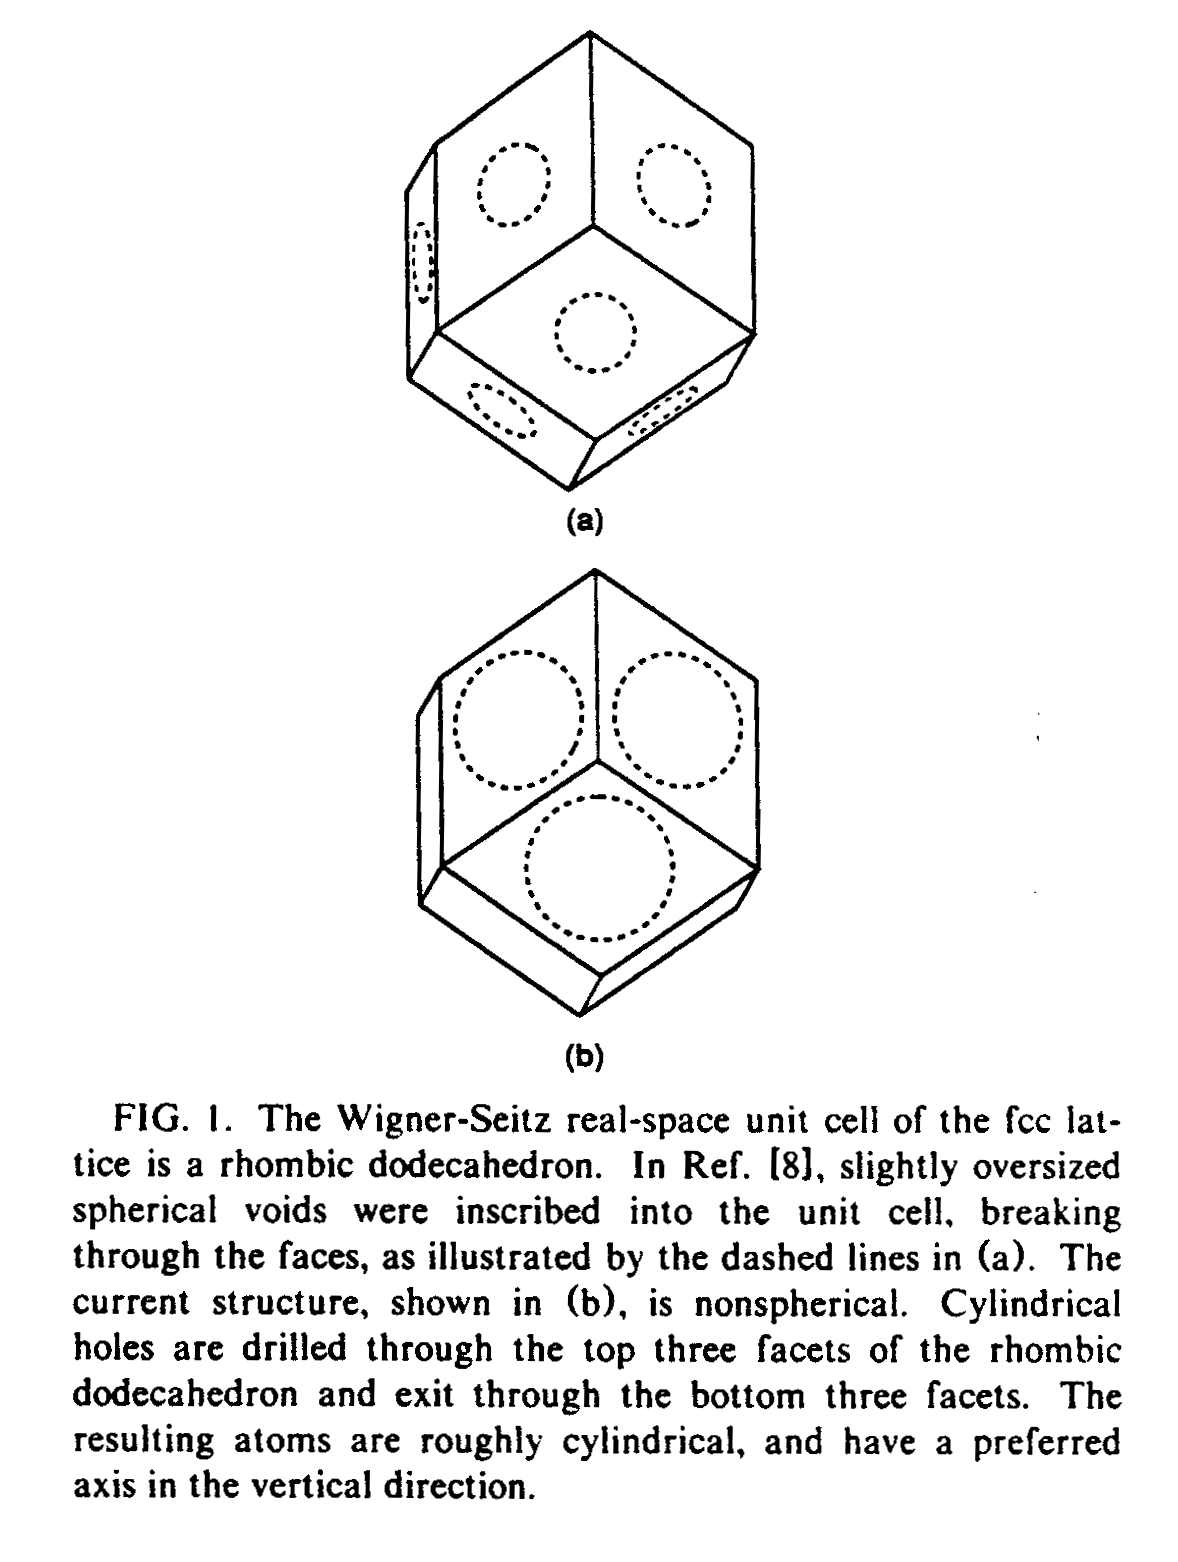 (a)
(b)
FIG. 1. The Wigner-Seitz real-space unit cell of the fcc lat-
tice is a rhombic dodecahedron. In Ref. [8], slightly oversized
spherical voids were inscribed into the unit cell, breaking
through the faces, as illustrated by the dashed lines in (a). The
current structure, shown in (b), is nonspherical. Cylindrical
holes are drilled through the top three facets of the rhombic
dodecahedron and exit through the bottom three facets. The
resulting atoms are roughly cylindrical, and have a preferred
axis in the vertical direction.